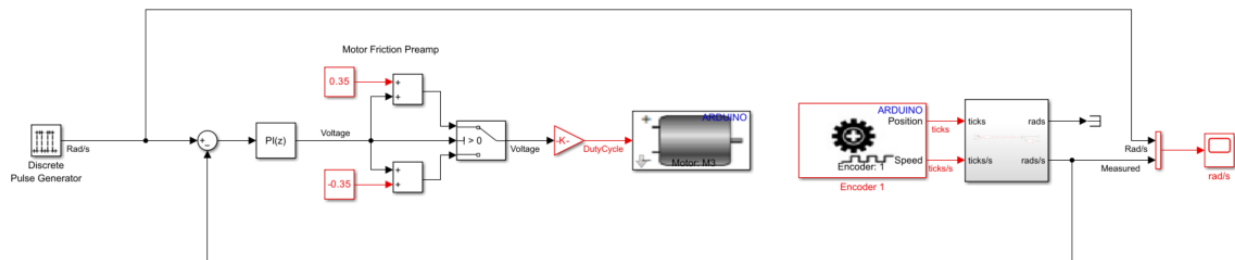 Motor Friction Preamp
0.35
+
+
Rad/s
Discrete
Pulse Generator
+
_
PI(z)
Voltage
> 0
Voltage
-K-
DutyCycle
ARDUINO
Motor: M3
-0.35
+
+
ARDUINO
Position
Speed
Encoder: 1
Encoder 1
ticks
ticks/s
ticks
ticks/s
rads
rads/s
Measured
Rad/s
rad/s